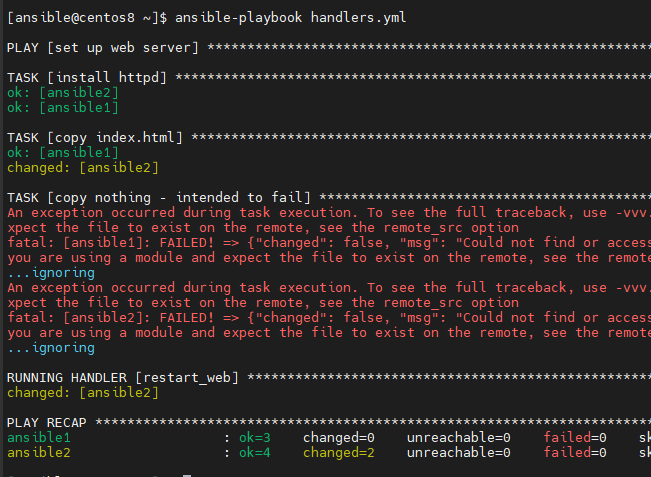 [ansible@centos8 ~]$ ansible-playbook handlers.yml
PLAY [set up web server] ******************************************************
TASK [install httpd] **********************************************************
ok: [ansible2]
ok: [ansible1]
TASK [copy index.html] ********************************************************
ok: [ansible1]
changed: [ansible2]
TASK [copy nothing - intended to fail] ****************************************
An exception occurred during task execution. To see the full traceback, use -vvv.
xpect the file to exist on the remote, see the remote_src option
fatal: [ansible1]: FAILED! => {"changed": false, "msg": "Could not find or access
you are using a module and expect the file to exist on the remote, see the remote
...ignoring
An exception occurred during task execution. To see the full traceback, use -vvv.
xpect the file to exist on the remote, see the remote_src option
fatal: [ansible2]: FAILED! => {"changed": false, "msg": "Could not find or access
you are using a module and expect the file to exist on the remote, see the remote
...ignoring
RUNNING HANDLER [restart_web] *************************************************
changed: [ansible2]
PLAY RECAP ********************************************************************
ansible1 : ok=3 changed=0 unreachable=0 failed=0 sk
ansible2 : ok=4 changed=2 unreachable=0 failed=0 sk